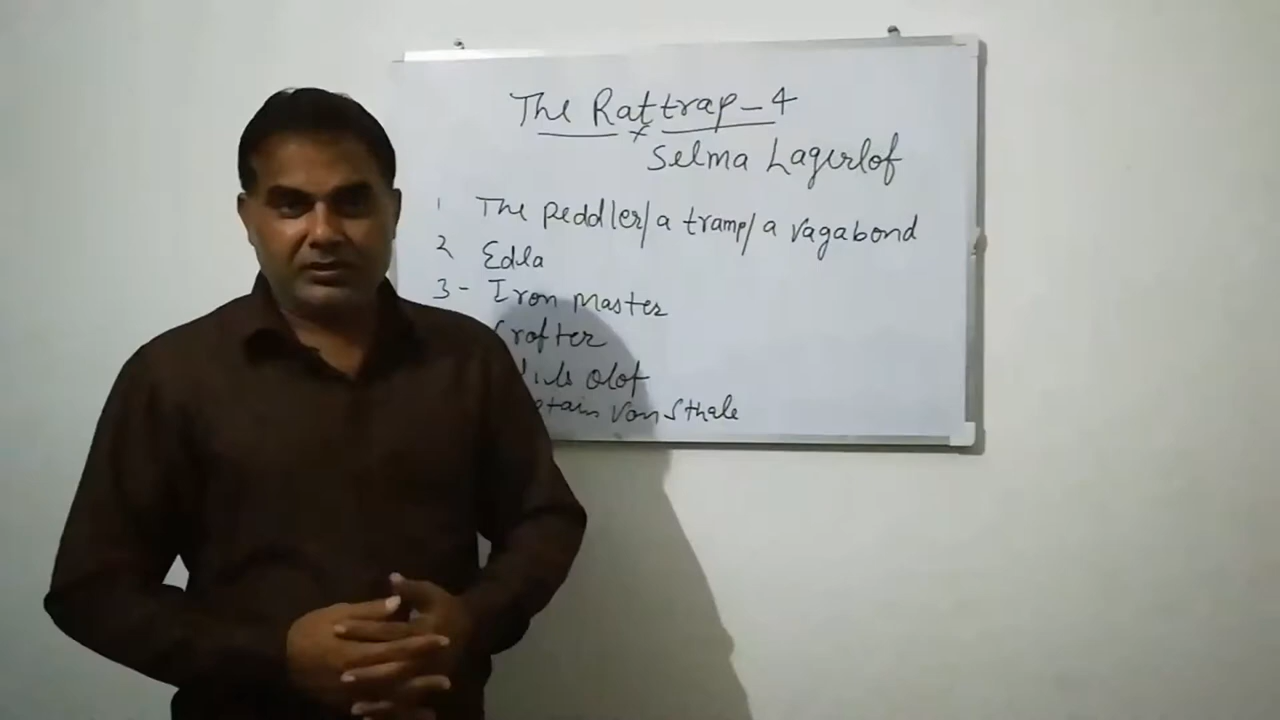 The Rattrap-4
Selma Lagerlof
1 The peddler/a tramp/a vagabond
2 Edla
3- Iron Master
Crofter
Olof
Von Sthale